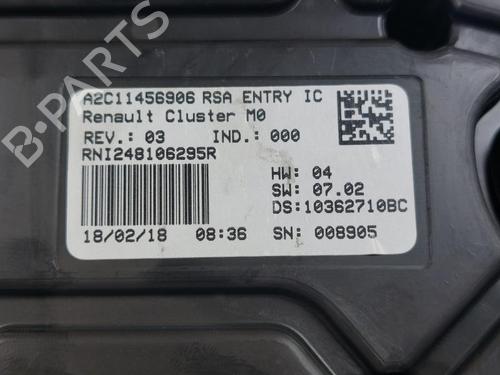 A2C11456906 RSA ENTRY IC
Renault Cluster M0
REV.: 03 IND.: 000
RNI248106295R
HW: 04
SW: 07.02
DS:10362710BC
18/02/18 08:36 SN: 008905
B-PARTS